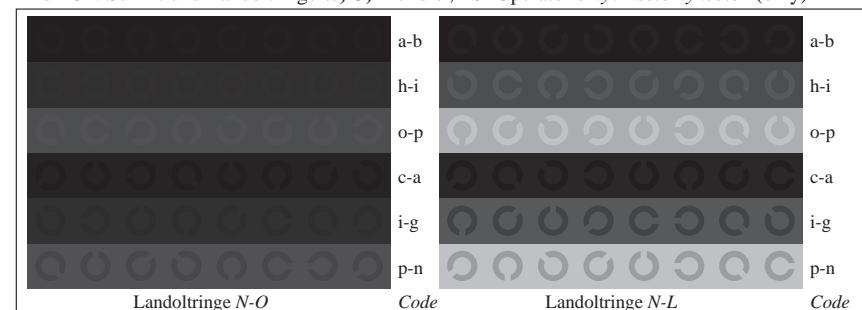 a-b a-b
h-i h-i
o-p o-p
c-a c-a
i-g i-g
p-n p-n
Landoltringe N-O Code Landoltringe N-L Code